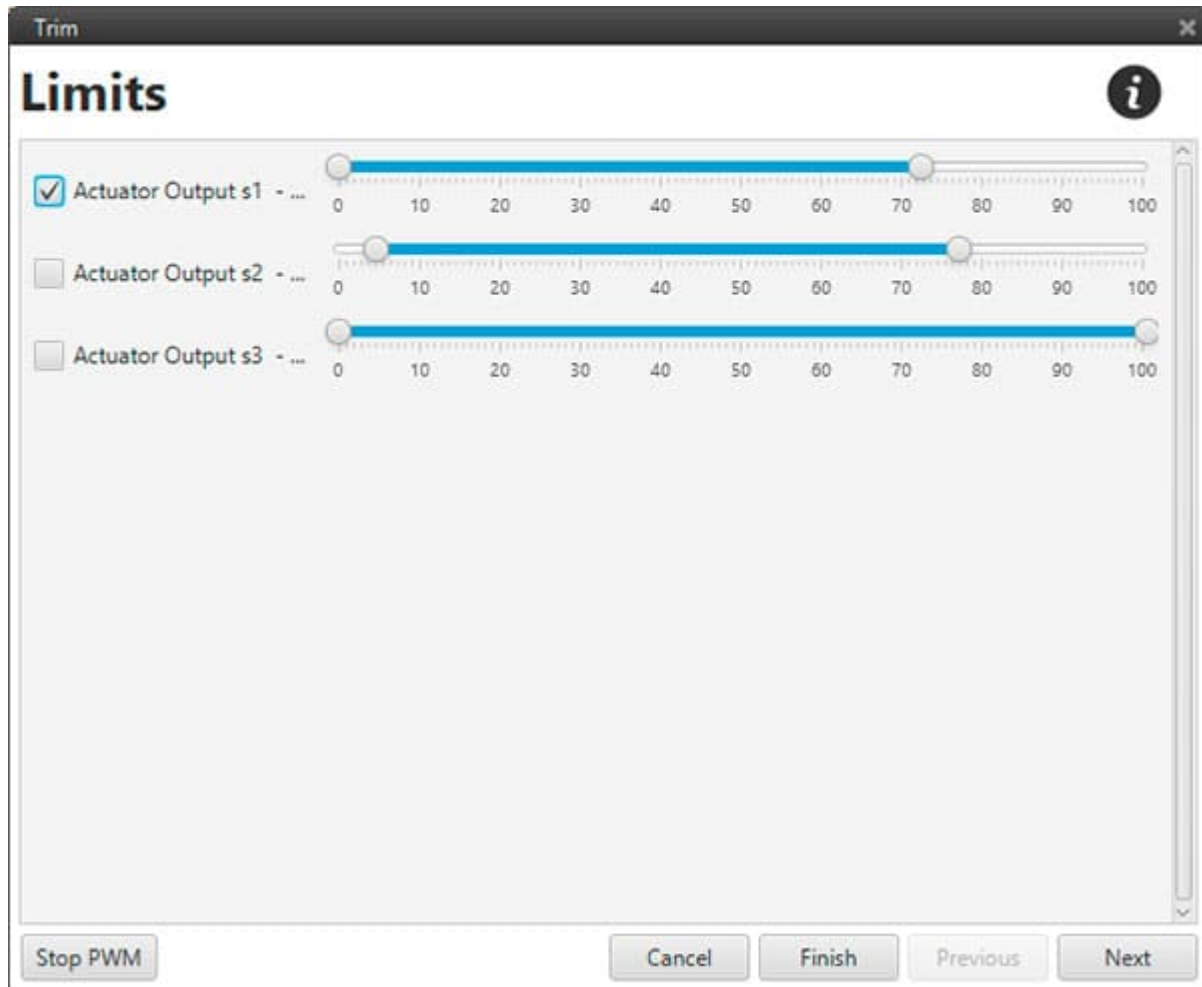 Trim
Limits
Actuator Output s1 - ...
0 10 20 30 40 50 60 70 80 90 100
Actuator Output s2 - ...
0 10 20 30 40 50 60 70 80 90 100
Actuator Output s3 - ...
0 10 20 30 40 50 60 70 80 90 100
Stop PWM Cancel Finish Previous Next